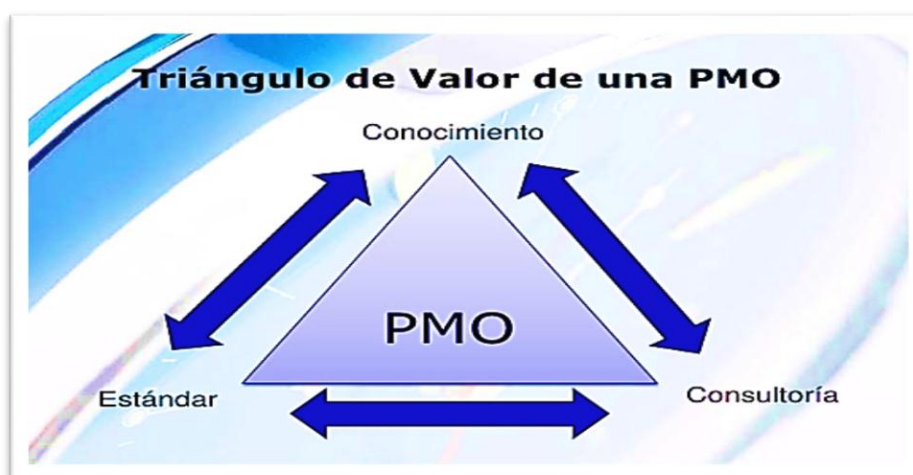 Triángulo de Valor de una PMO
Conocimiento
PMO
Estándar
Consultoría